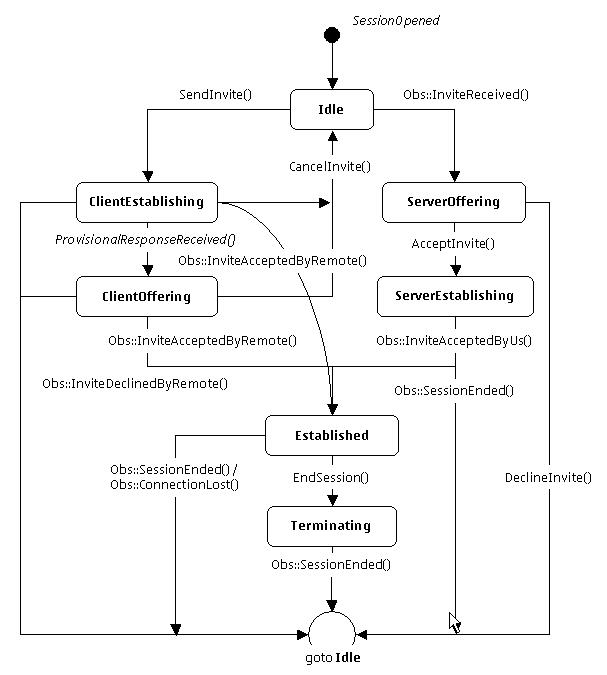 SessionOpened
SendInvite()
Obs::InviteReceived()
Idle
CancelInvite()
ClientEstablishing
ServerOffering
ProvisionalResponseReceived()
AcceptInvite()
Obs::InviteAcceptedByRemote()
ClientOffering
ServerEstablishing
Obs::InviteAcceptedByRemote()
Obs::InviteAcceptedByUs()
Obs::InviteDeclinedByRemote()
Obs::SessionEnded()
Established
Obs::SessionEnded() /
Obs::ConnectionLost()
EndSession()
DeclineInvite()
Terminating
Obs::SessionEnded()
goto Idle